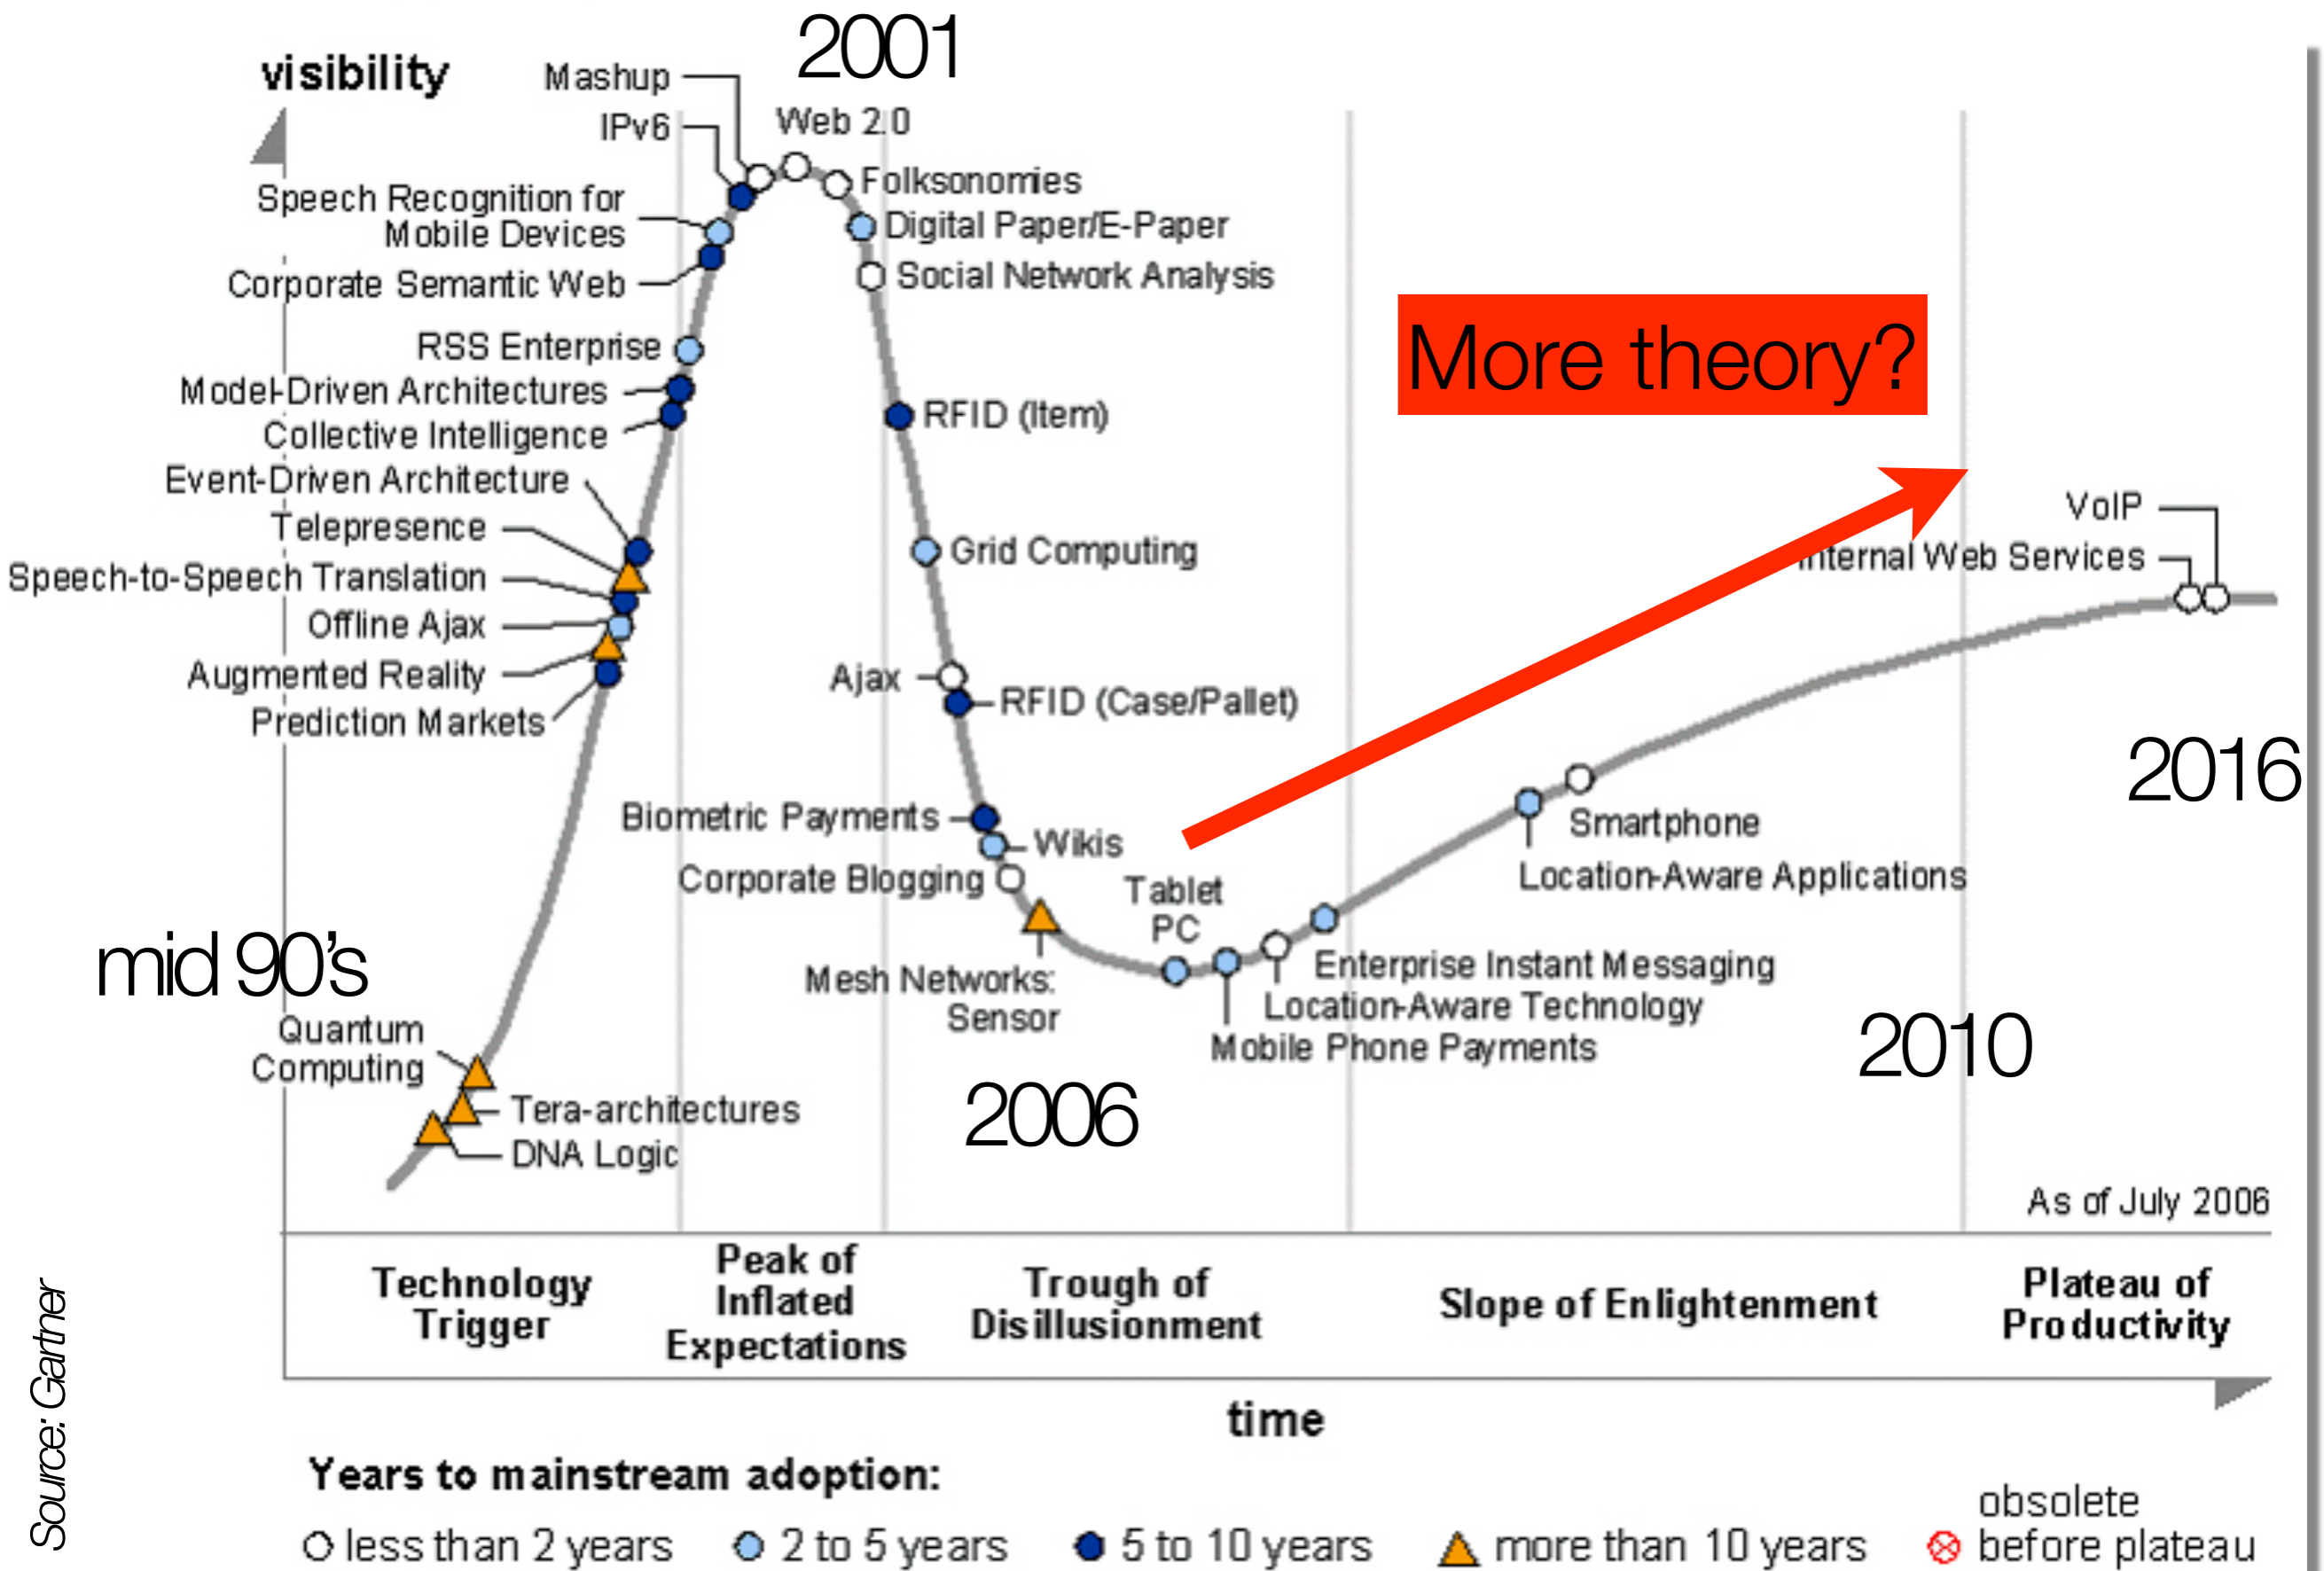 2001
visibility
Mashup
IPv6
Web 2.0
Folksonomies
Speech Recognition for
Mobile Devices
Digital Paper/E-Paper
Corporate Semantic Web
Social Network Analysis
RSS Enterprise
More theory?
Model-Driven Architectures
Collective Intelligence
RFID (Item)
Event-Driven Architecture
Telepresence
VoIP
Grid Computing
Internal Web Services
Speech-to-Speech Translation
Offline Ajax
Augmented Reality
Ajax
RFID (Case/Pallet)
Prediction Markets
2016
Biometric Payments
Smartphone
Wikis
Corporate Blogging
Location-Aware Applications
Tablet
PC
mid 90's
Mesh Networks:
Sensor
Enterprise Instant Messaging
Location-Aware Technology
Mobile Phone Payments
2010
Quantum
Computing
Tera-architectures
2006
DNA Logic
As of July 2006
Technology
Trigger
Peak of
Inflated
Expectations
Trough of
Disillusionment
Slope of Enlightenment
Plateau of
Productivity
time
Source: Gartner
Years to mainstream adoption:
less than 2 years
2 to 5 years
5 to 10 years
more than 10 years
obsolete
before plateau